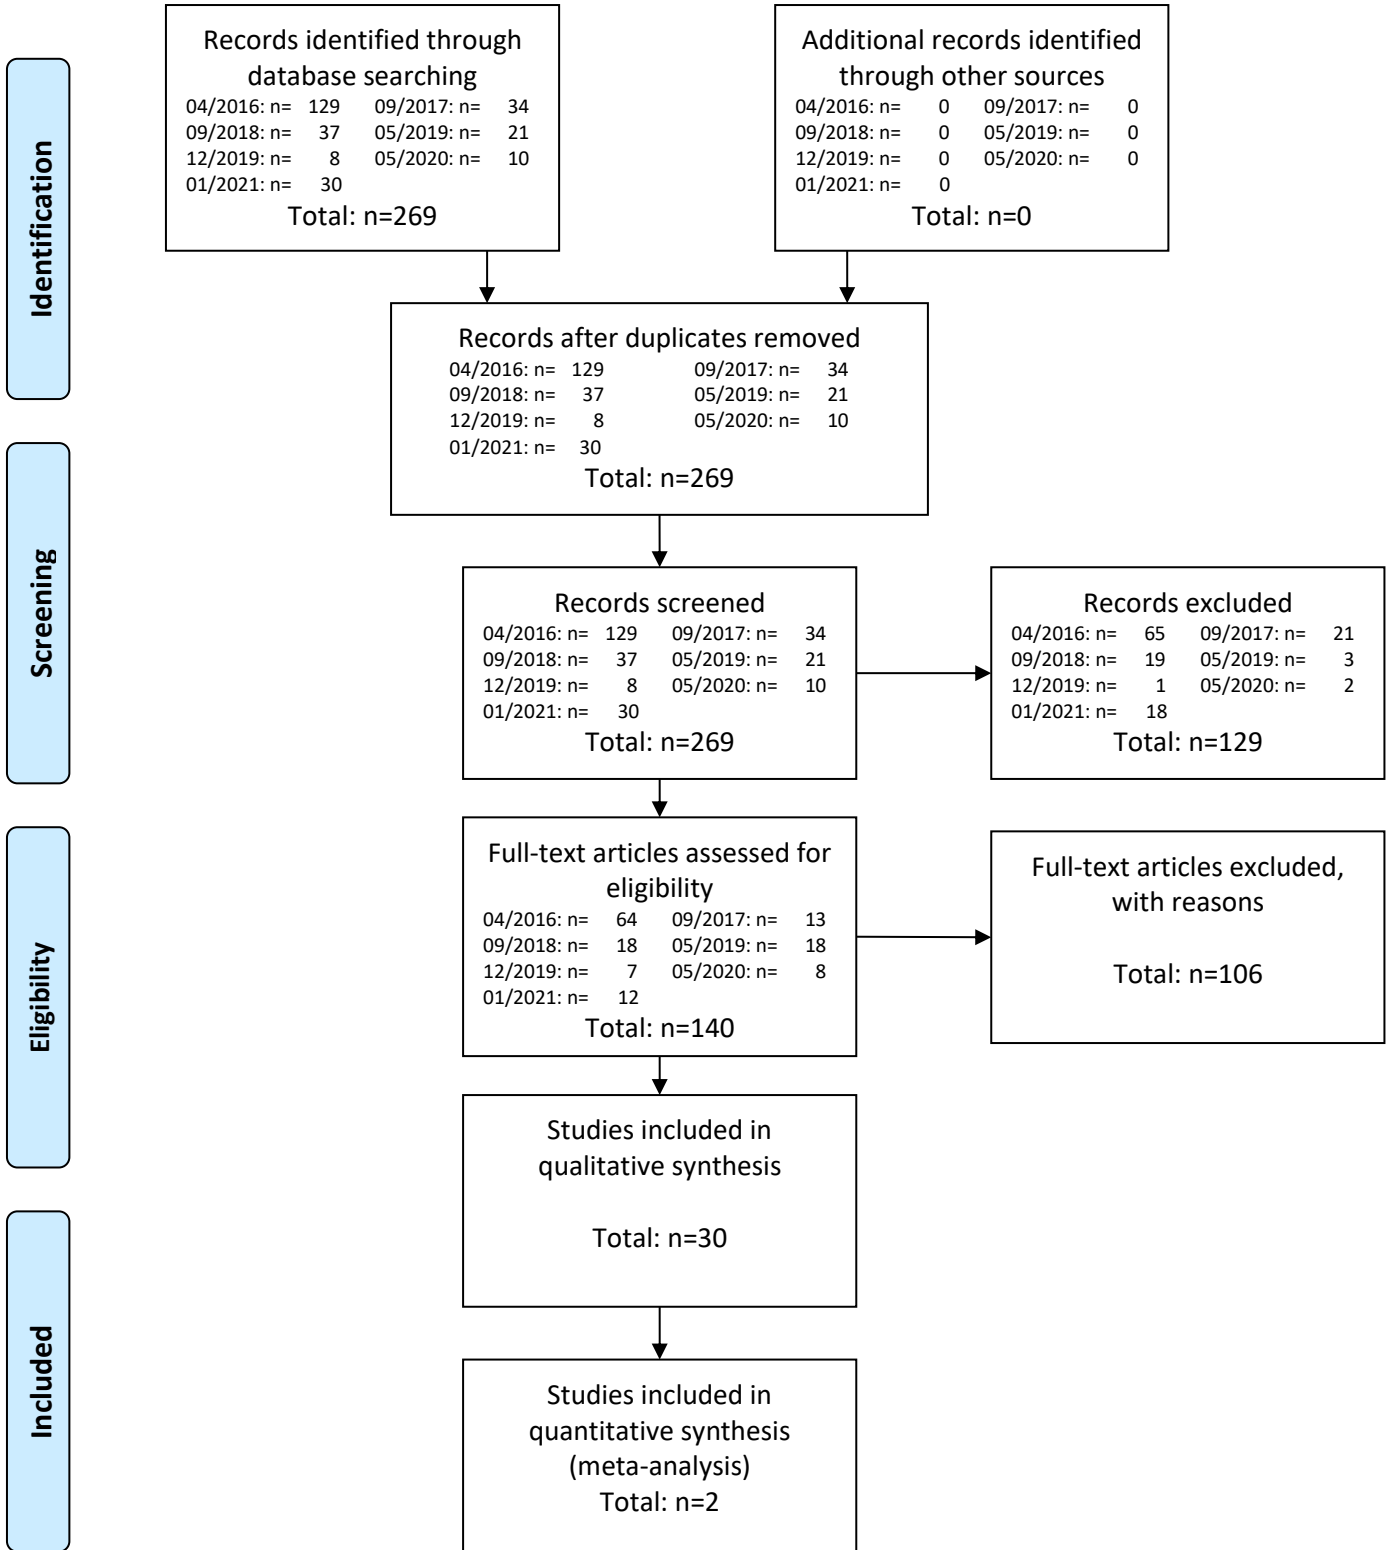 Records identified through
database searching
04/2016: n= 129 09/2017: n= 34
09/2018: n= 37 05/2019: n= 21
12/2019: n= 8 05/2020: n= 10
01/2021: n= 30
Total: n=269
Additional records identified
through other sources
04/2016: n= 0 09/2017: n= 0
09/2018: n= 0 05/2019: n= 0
12/2019: n= 0 05/2020: n= 0
01/2021: n= 0
Total: n=0
Identification
Records after duplicates removed
04/2016: n= 129 09/2017: n= 34
09/2018: n= 37 05/2019: n= 21
12/2019: n= 8 05/2020: n= 10
01/2021: n= 30
Total: n=269
Screening
Records screened
04/2016: n= 129 09/2017: n= 34
09/2018: n= 37 05/2019: n= 21
12/2019: n= 8 05/2020: n= 10
01/2021: n= 30
Total: n=269
Records excluded
04/2016: n= 65 09/2017: n= 21
09/2018: n= 19 05/2019: n= 3
12/2019: n= 1 05/2020: n= 2
01/2021: n= 18
Total: n=129
Eligibility
Full-text articles assessed for
eligibility
04/2016: n= 64 09/2017: n= 13
09/2018: n= 18 05/2019: n= 18
12/2019: n= 7 05/2020: n= 8
01/2021: n= 12
Total: n=140
Full-text articles excluded,
with reasons
Total: n=106
Studies included in
qualitative synthesis
Total: n=30
Included
Studies included in
quantitative synthesis
(meta-analysis)
Total: n=2